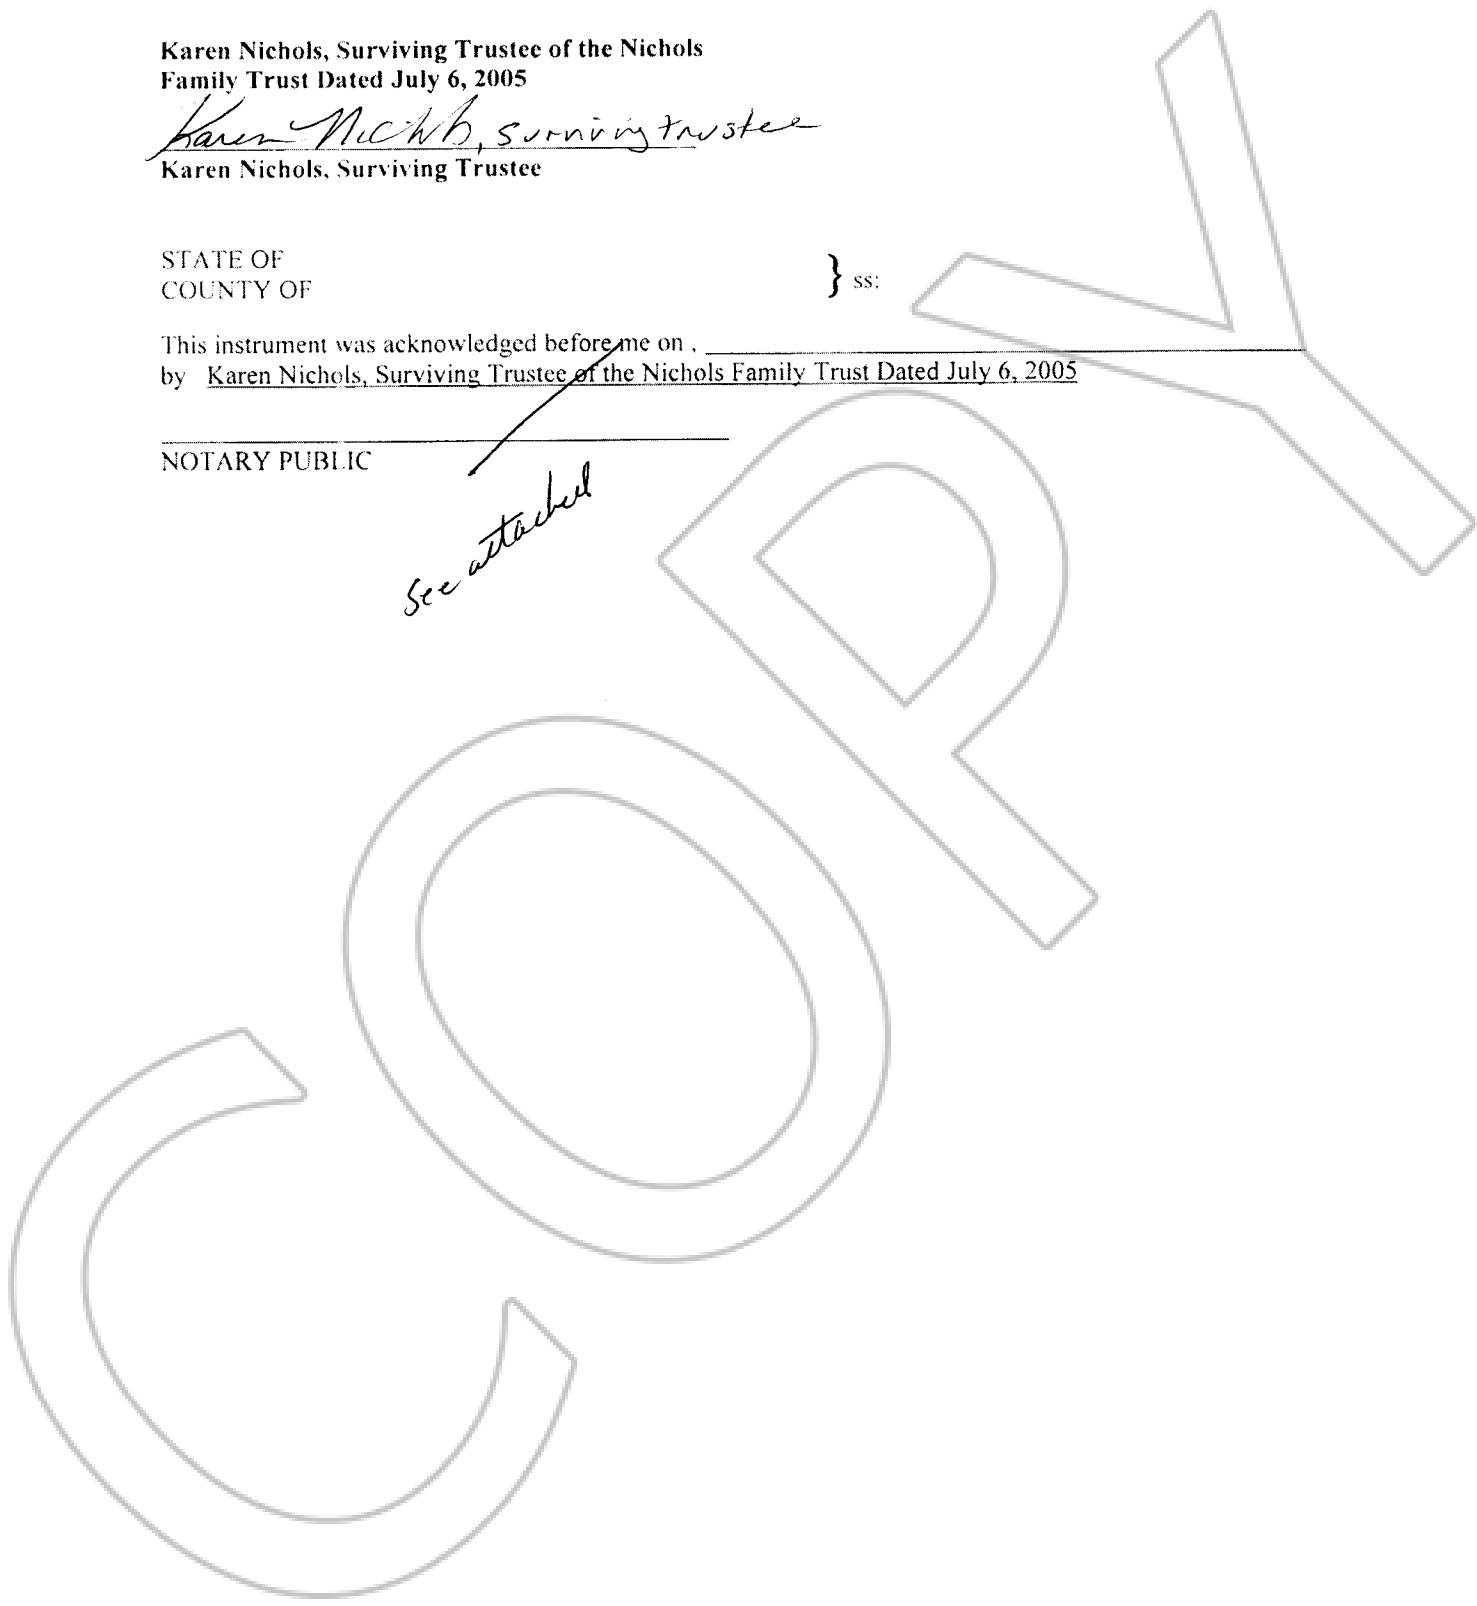 Karen Nichols, Surviving Trustee of the Nichols
Family Trust Dated July 6, 2005
Karen Nichols, surviving trustee
Karen Nichols, Surviving Trustee
STATE OF
COUNTY OF
} ss:
This instrument was acknowledged before me on ,
by Karen Nichols, Surviving Trustee of the Nichols Family Trust Dated July 6, 2005
NOTARY PUBLIC
See attached
COPY